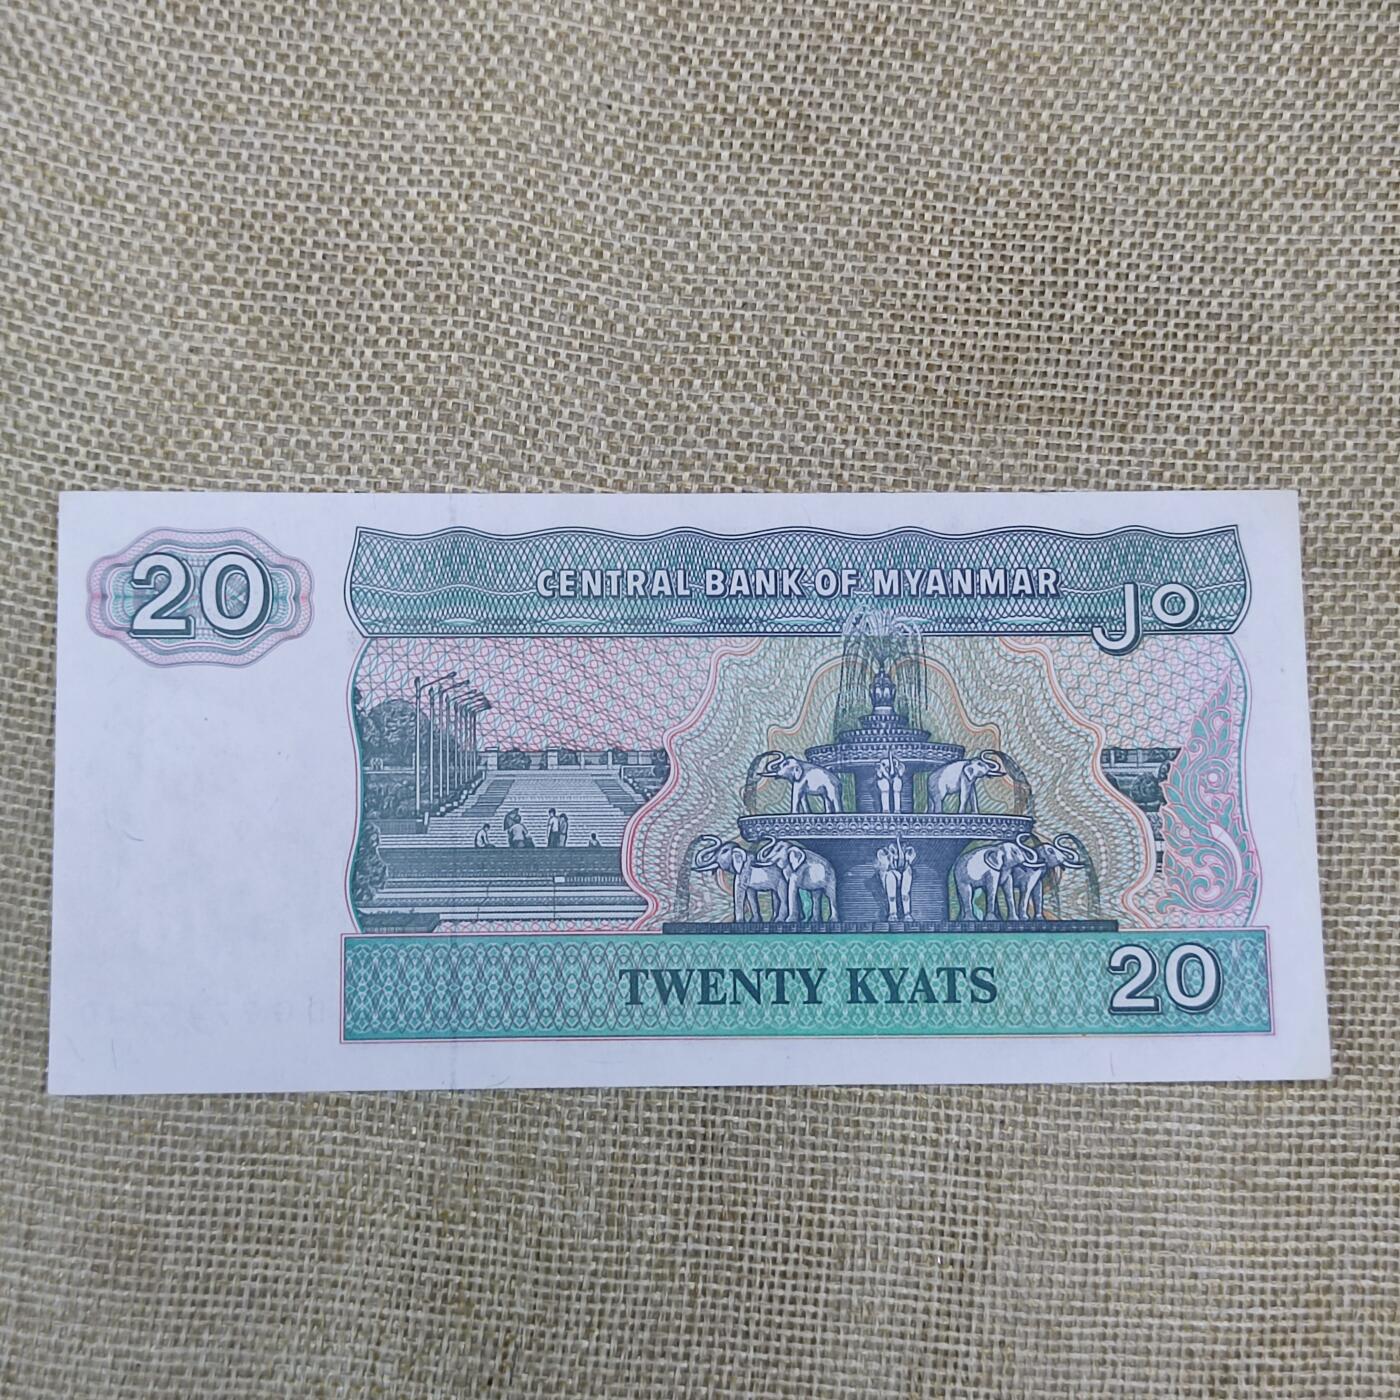 20
CENTRAL BANK OF MYANMAR
၂၀
TWENTY KYATS
20